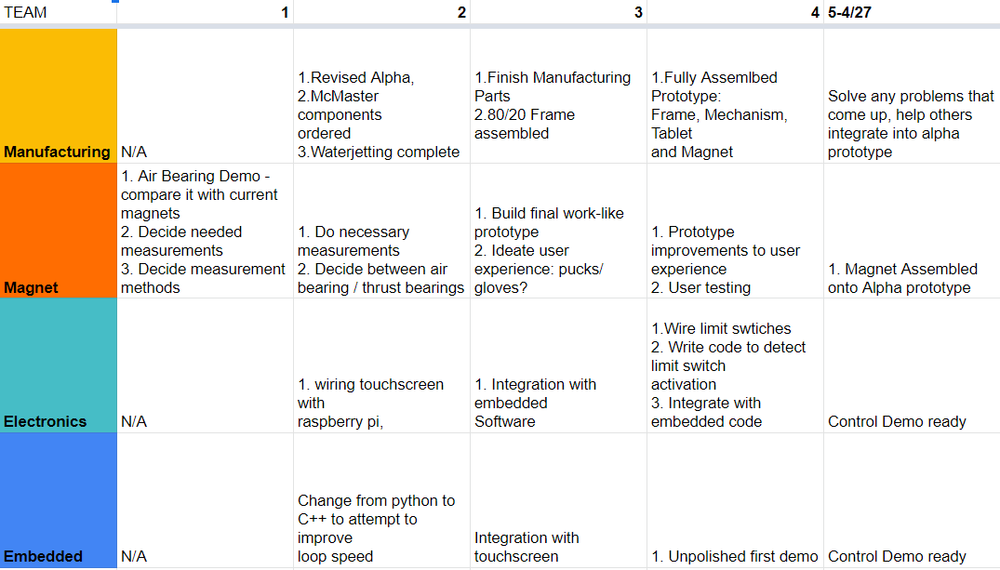 TEAM 1 2 3 4 5-4/27
Manufacturing
N/A
1.Revised Alpha,
2.McMaster
components
ordered
3.Waterjetting complete
1.Finish Manufacturing
Parts
2.80/20 Frame
assembled
1.Fully Assemlbed
Prototype:
Frame, Mechanism,
Tablet
and Magnet
Solve any problems that
come up, help others
integrate into alpha
prototype
Magnet
1. Air Bearing Demo -
compare it with current
magnets
2. Decide needed
measurements
3. Decide measurement
methods
1. Do necessary
measurements
2. Decide between air
bearing / thrust bearings
1. Build final work-like
prototype
2. Ideate user
experience: pucks/
gloves?
1. Prototype
improvements to user
experience
2. User testing
1. Magnet Assembled
onto Alpha prototype
Electronics
N/A
1. wiring touchscreen
with
raspberry pi,
1. Integration with
embedded
Software
1.Wire limit swtiches
2. Write code to detect
limit switch
activation
3. Integrate with
embedded code
Control Demo ready
Embedded
N/A
Change from python to
C++ to attempt to
improve
loop speed
Integration with
touchscreen
1. Unpolished first demo
Control Demo ready